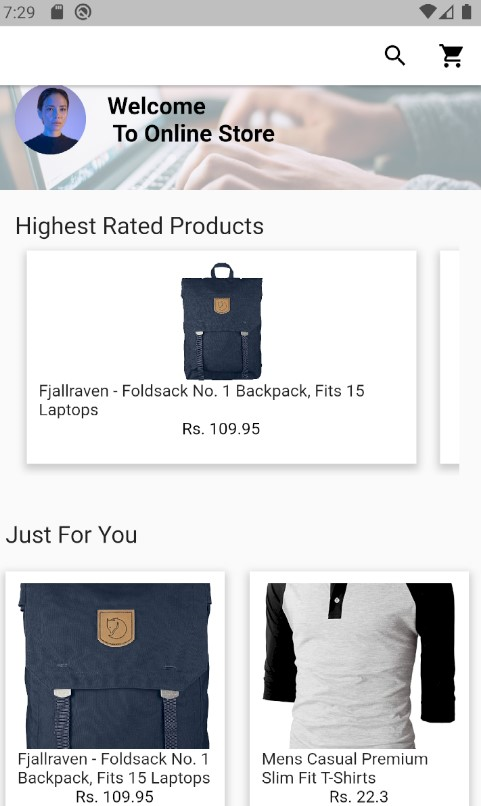 7:29
Welcome
To Online Store
Highest Rated Products
Fjallraven - Foldsack No. 1 Backpack, Fits 15
Laptops
Rs. 109.95
Just For You
Fjallraven - Foldsack No. 1
Backpack, Fits 15 Laptops
Rs. 109.95
Mens Casual Premium
Slim Fit T-Shirts
Rs. 22.3